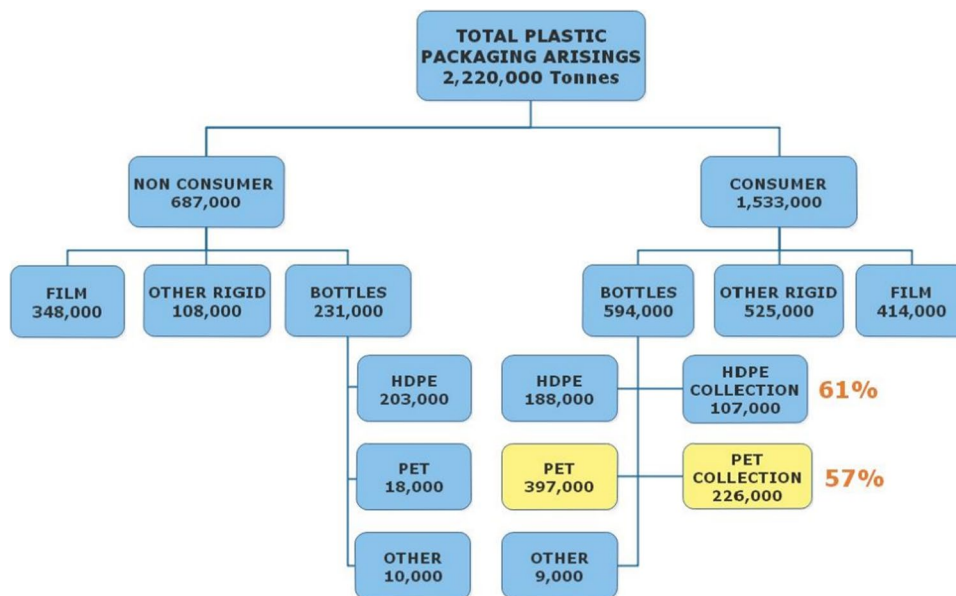 TOTAL PLASTIC
PACKAGING ARISINGS
2,220,000 Tonnes
NON CONSUMER
687,000
CONSUMER
1,533,000
FILM
348,000
OTHER RIGID
108,000
BOTTLES
231,000
BOTTLES
594,000
OTHER RIGID
525,000
FILM
414,000
HDPE
203,000
HDPE
188,000
HDPE
COLLECTION
107,000
61%
PET
18,000
PET
397,000
PET
COLLECTION
226,000
57%
OTHER
10,000
OTHER
9,000